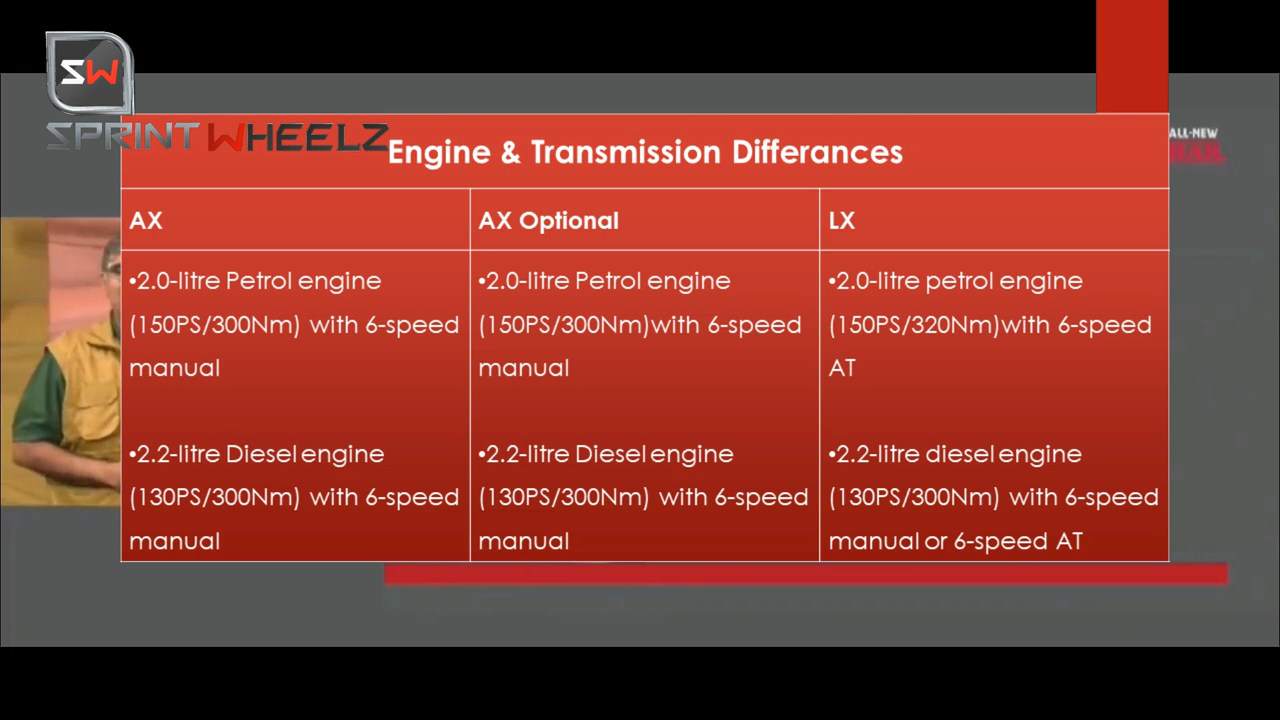 SW
SPRINT WHEELZ
ALL-NEW
Engine & Transmission Differances
AX
AX Optional
LX
•2.0-litre Petrol engine
(150PS/300Nm) with 6-speed
manual
•2.2-litre Diesel engine
(130PS/300Nm) with 6-speed
manual
•2.0-litre Petrol engine
(150PS/300Nm)with 6-speed
manual
•2.2-litre Diesel engine
(130PS/300Nm) with 6-speed
manual
•2.0-litre petrol engine
(150PS/320Nm)with 6-speed
AT
•2.2-litre diesel engine
(130PS/300Nm) with 6-speed
manual or 6-speed AT